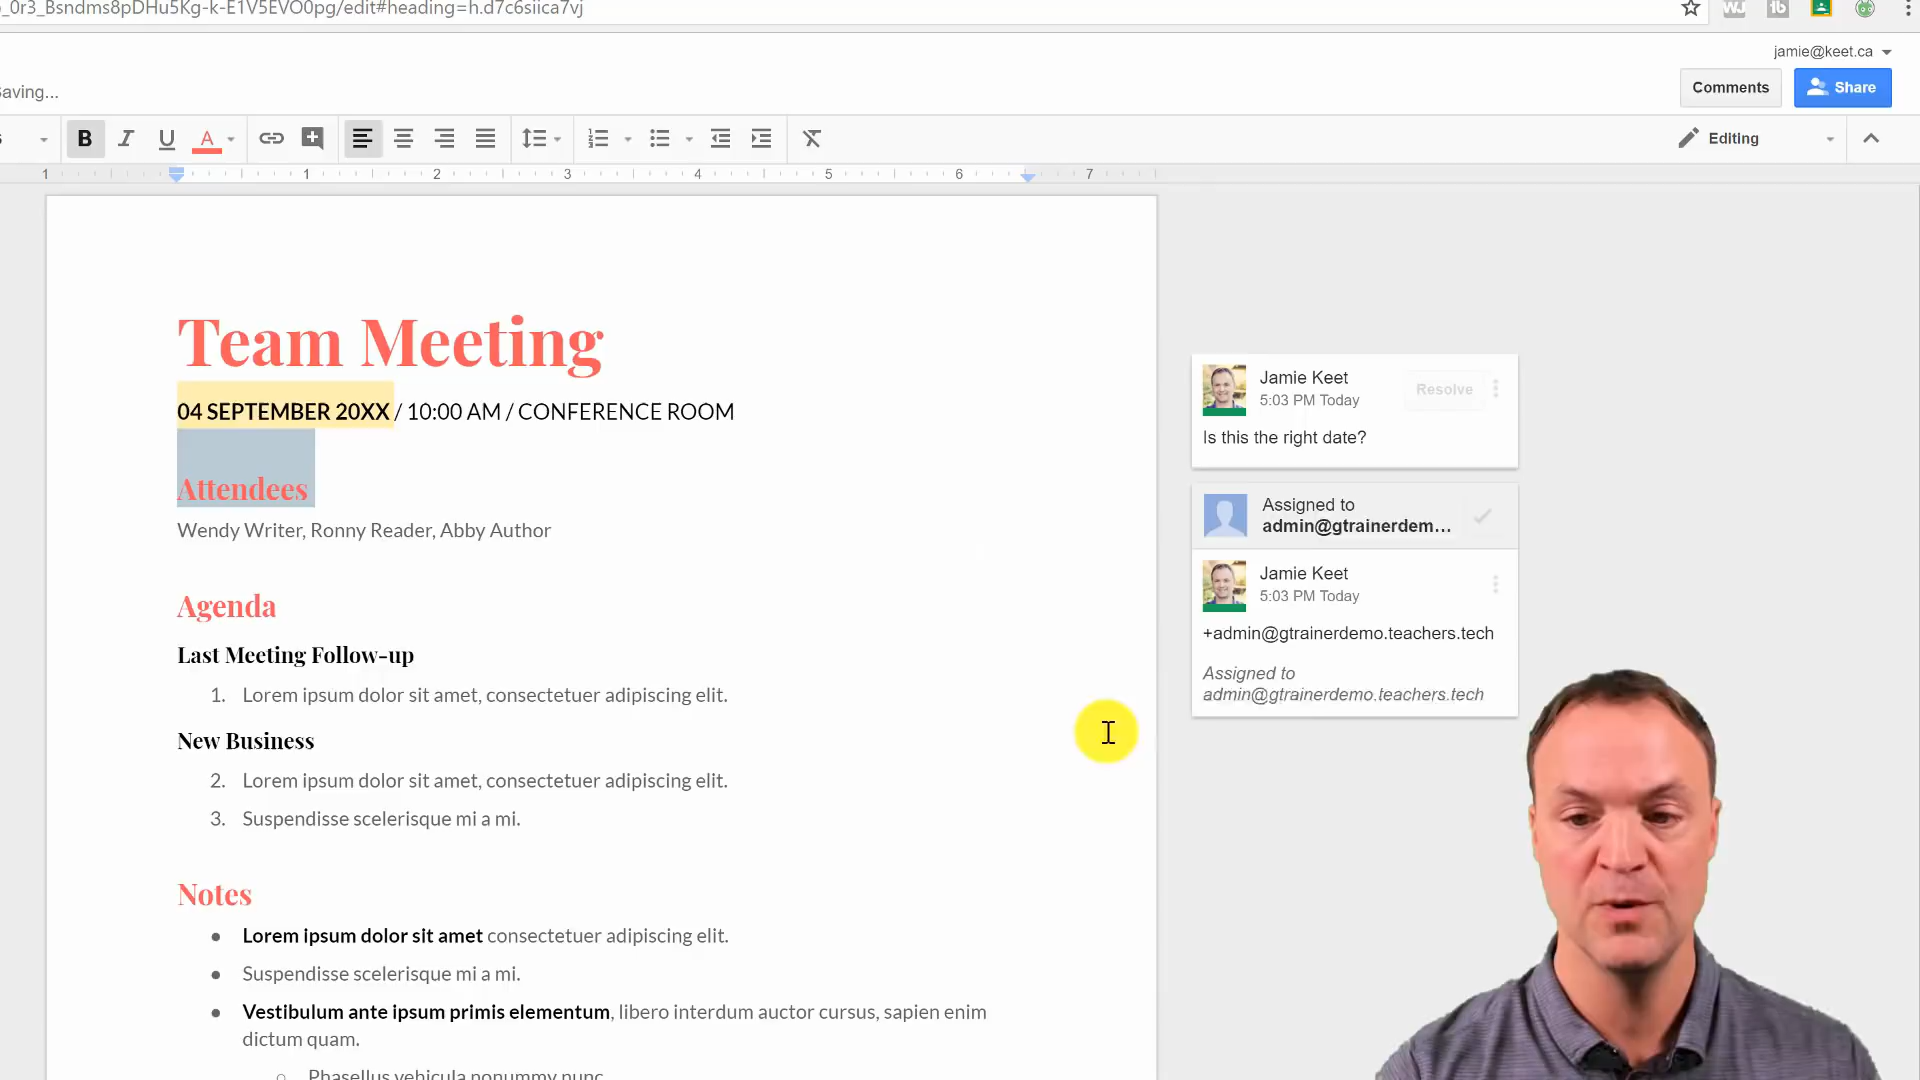 _0r3_Bsndms8pDHu5Kg-k-E1V5EVO0pg/edit#heading=h.d7c6siica7vj
jamie@keet.ca
Saving...
Comments
Share
B I U A
Editing
1 1 2 3 4 5 6 7
Team Meeting
04 SEPTEMBER 20XX / 10:00 AM / CONFERENCE ROOM
Attendees
Wendy Writer, Ronny Reader, Abby Author
Agenda
Last Meeting Follow-up
1. Lorem ipsum dolor sit amet, consectetuer adipiscing elit.
New Business
2. Lorem ipsum dolor sit amet, consectetuer adipiscing elit.
3. Suspendisse scelerisque mi a mi.
Notes
● Lorem ipsum dolor sit amet consectetuer adipiscing elit.
● Suspendisse scelerisque mi a mi.
● Vestibulum ante ipsum primis elementum, libero interdum auctor cursus, sapien enim
dictum quam.
○ Phasellus vehicula nonummy nunc.
Jamie Keet
Resolve
5:03 PM Today
Is this the right date?
Assigned to
admin@gtrainerdem...
Jamie Keet
5:03 PM Today
+admin@gtrainerdemo.teachers.tech
Assigned to
admin@gtrainerdemo.teachers.tech